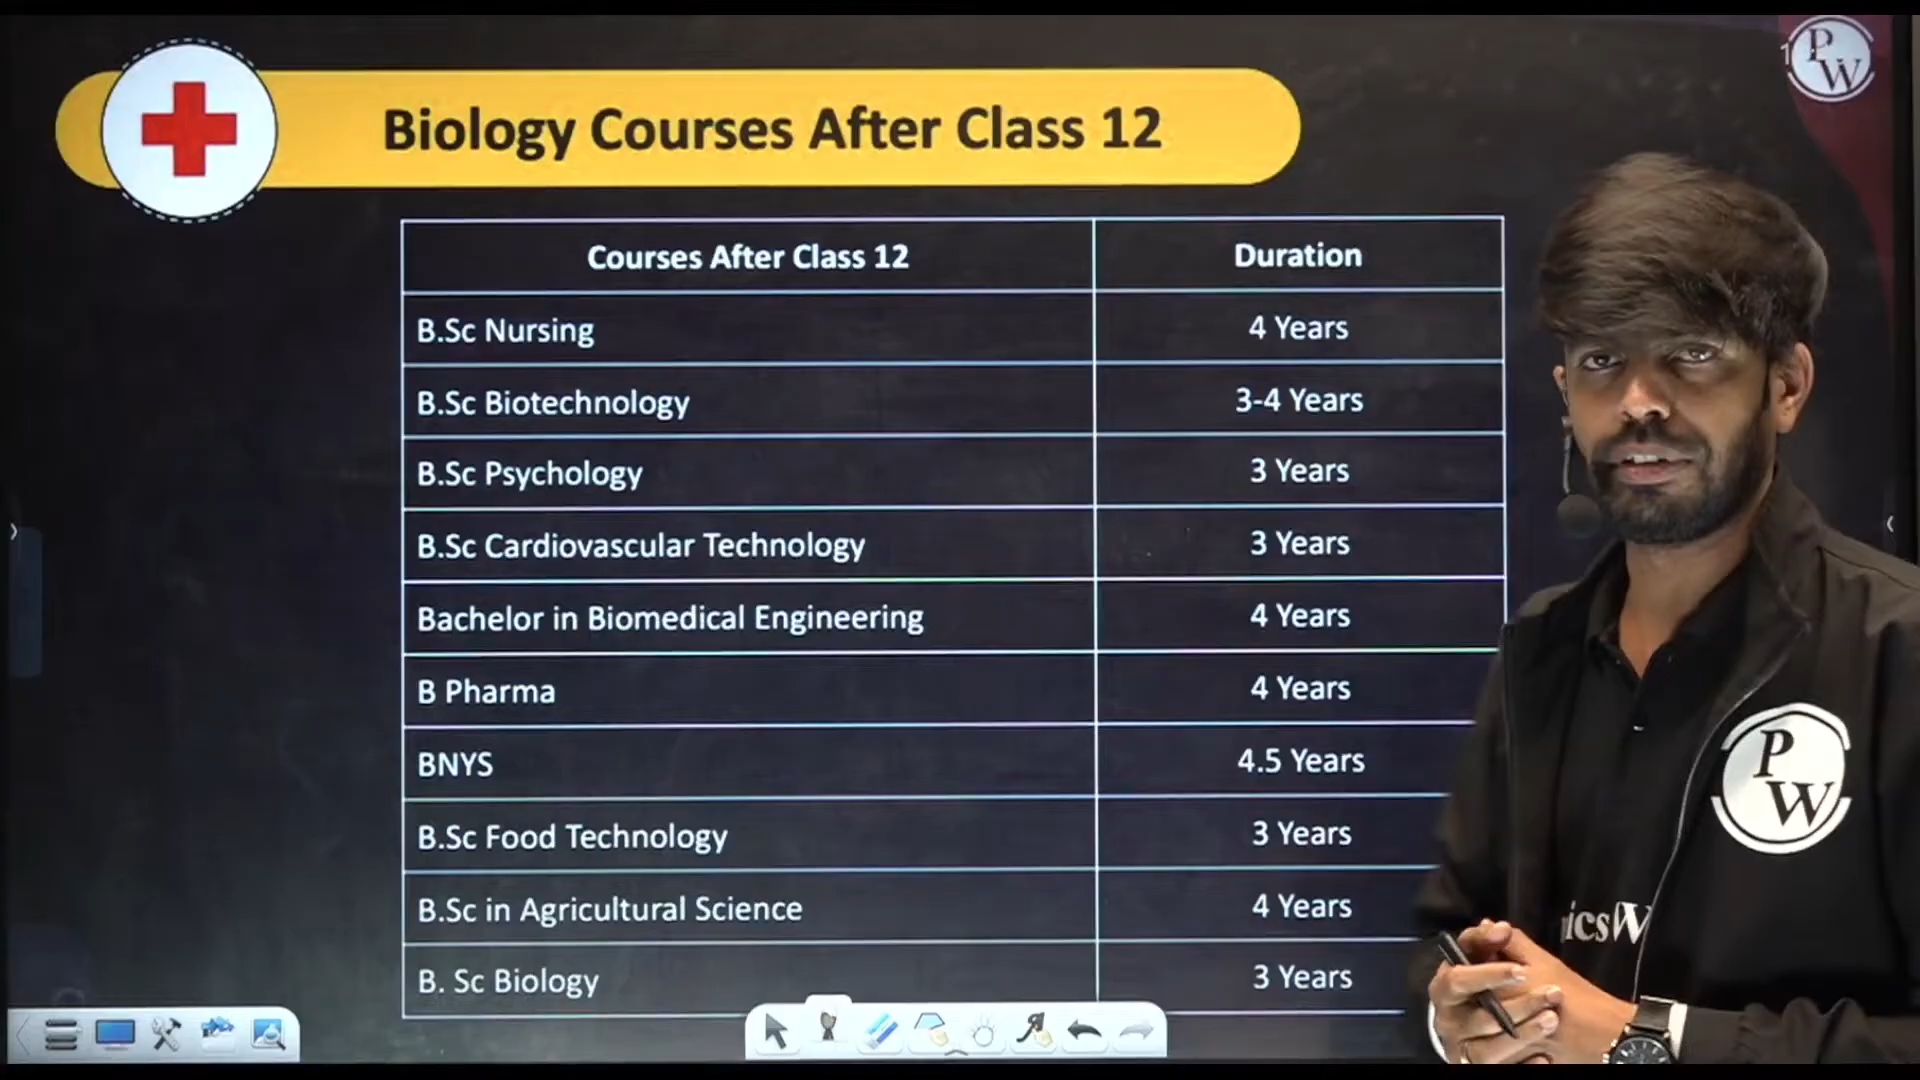 P
W
Biology Courses After Class 12
Courses After Class 12 Duration
B.Sc Nursing 4 Years
B.Sc Biotechnology 3-4 Years
B.Sc Psychology 3 Years
B.Sc Cardiovascular Technology 3 Years
Bachelor in Biomedical Engineering 4 Years
B Pharma 4 Years
BNYS 4.5 Years
B.Sc Food Technology 3 Years
B.Sc in Agricultural Science 4 Years
B. Sc Biology 3 Years
P
W
icsW